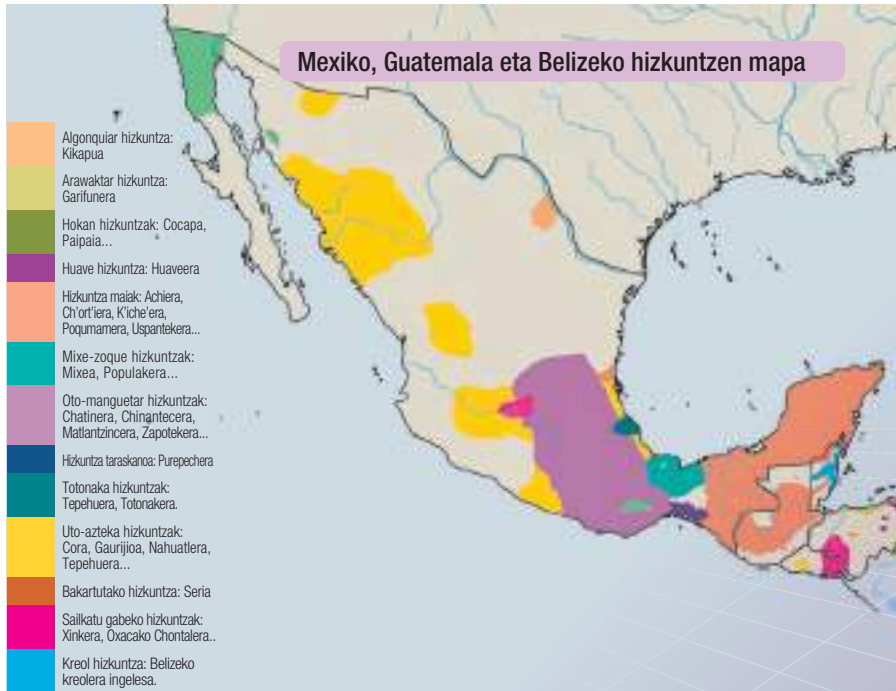 Mexiko, Guatemala eta Belizeko hizkuntzen mapa
Algonquiar hizkuntza:
Kikapua
Arawaktar hizkuntza:
Garifunera
Hokan hizkuntzak: Cocapa,
Paipaia...
Huave hizkuntza: Huaveera
Hizkuntza maiak: Achiera,
Ch'ort'iera, K'iche'era,
Poqumamera, Uspantekera...
Mixe-zoque hizkuntzak:
Mixea, Populakera...
Oto-manguetar hizkuntzak:
Chatinera, Chinantecera,
Matlantzincera, Zapotekera...
Hizkuntza taraskanoa: Purepechera
Totonaka hizkuntzak:
Tepehuera, Totonakera.
Uto-azteka hizkuntzak:
Cora, Gaurijioa, Nahuatlera,
Tepehuera...
Bakartutako hizkuntza: Seria
Sailkatu gabeko hizkuntzak:
Xinkera, Oxacako Chontalera..
Kreol hizkuntza: Belizeko
kreolera ingelesa.